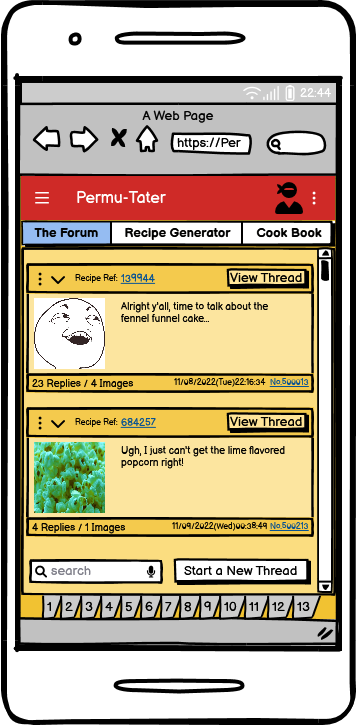 22:44
A Web Page
https://Per
Permu-Tater
The Forum Recipe Generator Cook Book
Recipe Ref: 139944 View Thread
Alright y'all, time to talk about the
fennel funnel cake...
23 Replies / 4 Images 11/08/2022(Tue)22:16:34 No.500013
Recipe Ref: 684257 View Thread
Ugh, I just can't get the lime flavored
popcorn right!
4 Replies / 1 Images 11/09/2022(Wed)00:38:49 No.500213
search Start a New Thread
1 2 3 4 5 6 7 8 9 10 11 12 13